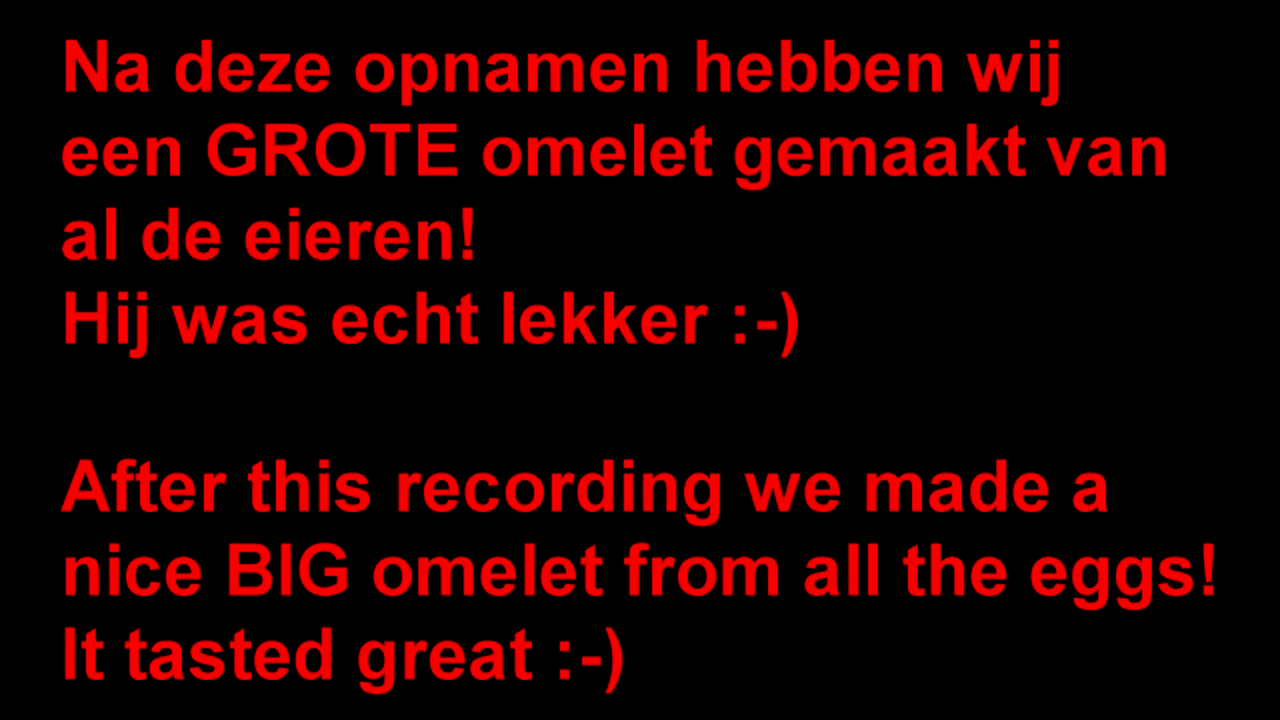 Na deze opnamen hebben wij
een GROTE omelet gemaakt van
al de eieren!
Hij was echt lekker :-)
After this recording we made a
nice BIG omelet from all the eggs!
It tasted great :-)